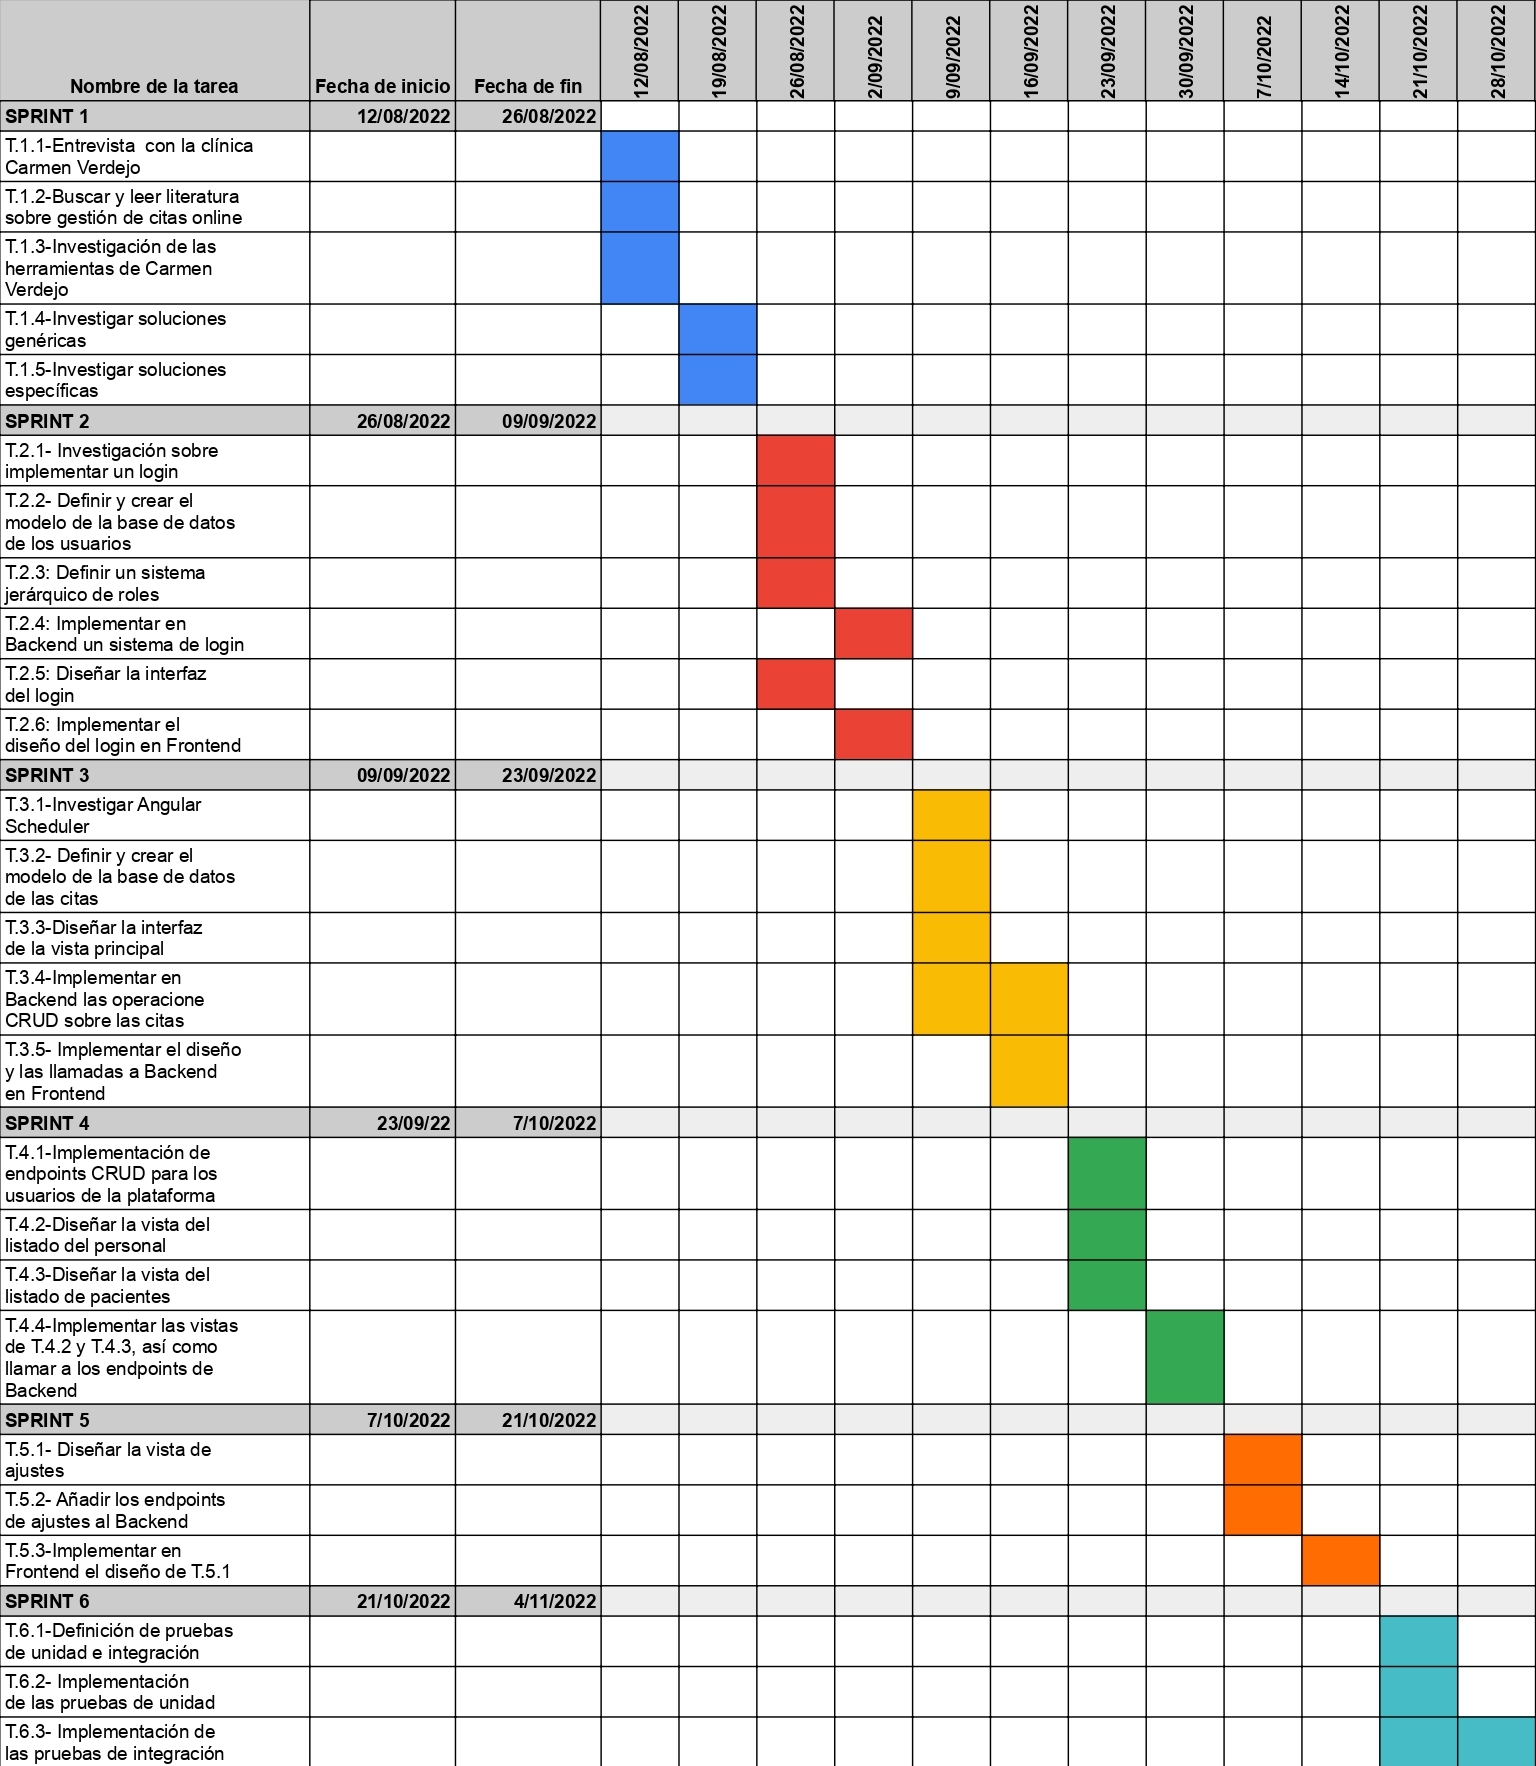 Nombre de la tarea Fecha de inicio Fecha de fin 12/08/2022 19/08/2022 26/08/2022 2/09/2022 9/09/2022 16/09/2022 23/09/2022 30/09/2022 7/10/2022 14/10/2022 21/10/2022 28/10/2022
SPRINT 1 12/08/2022 26/08/2022
T.1.1-Entrevista  con la clínica
Carmen Verdejo
T.1.2-Buscar y leer literatura
sobre gestión de citas online
T.1.3-Investigación de las
herramientas de Carmen
Verdejo
T.1.4-Investigar soluciones
genéricas
T.1.5-Investigar soluciones
específicas
SPRINT 2 26/08/2022 09/09/2022
T.2.1- Investigación sobre
implementar un login
T.2.2- Definir y crear el
modelo de la base de datos
de los usuarios
T.2.3: Definir un sistema
jerárquico de roles
T.2.4: Implementar en
Backend un sistema de login
T.2.5: Diseñar la interfaz
del login
T.2.6: Implementar el
diseño del login en Frontend
SPRINT 3 09/09/2022 23/09/2022
T.3.1-Investigar Angular
Scheduler
T.3.2- Definir y crear el
modelo de la base de datos
de las citas
T.3.3-Diseñar la interfaz
de la vista principal
T.3.4-Implementar en
Backend las operacione
CRUD sobre las citas
T.3.5- Implementar el diseño
y las llamadas a Backend
en Frontend
SPRINT 4 23/09/22 7/10/2022
T.4.1-Implementación de
endpoints CRUD para los
usuarios de la plataforma
T.4.2-Diseñar la vista del
listado del personal
T.4.3-Diseñar la vista del
listado de pacientes
T.4.4-Implementar las vistas
de T.4.2 y T.4.3, así como
llamar a los endpoints de
Backend
SPRINT 5 7/10/2022 21/10/2022
T.5.1- Diseñar la vista de
ajustes
T.5.2- Añadir los endpoints
de ajustes al Backend
T.5.3-Implementar en
Frontend el diseño de T.5.1
SPRINT 6 21/10/2022 4/11/2022
T.6.1-Definición de pruebas
de unidad e integración
T.6.2- Implementación
de las pruebas de unidad
T.6.3- Implementación de
las pruebas de integración